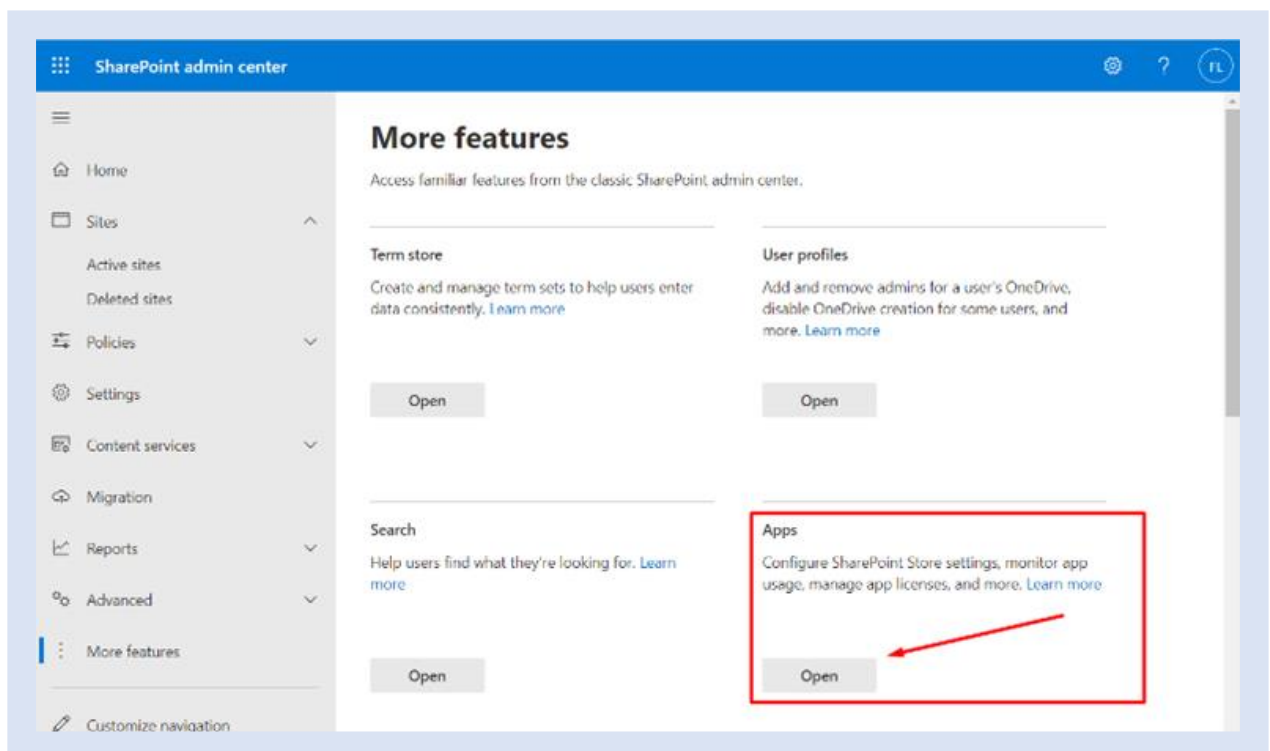 SharePoint admin center
?
FL
More features
Access familiar features from the classic SharePoint admin center.
Home
Sites
Active sites
Deleted sites
Policies
Settings
Content services
Migration
Reports
Advanced
More features
Customize navigation
Term store
Create and manage term sets to help users enter
data consistently. Learn more
Open
User profiles
Add and remove admins for a user's OneDrive,
disable OneDrive creation for some users, and
more. Learn more
Open
Search
Help users find what they're looking for. Learn
more
Open
Apps
Configure SharePoint Store settings, monitor app
usage, manage app licenses, and more. Learn more
Open